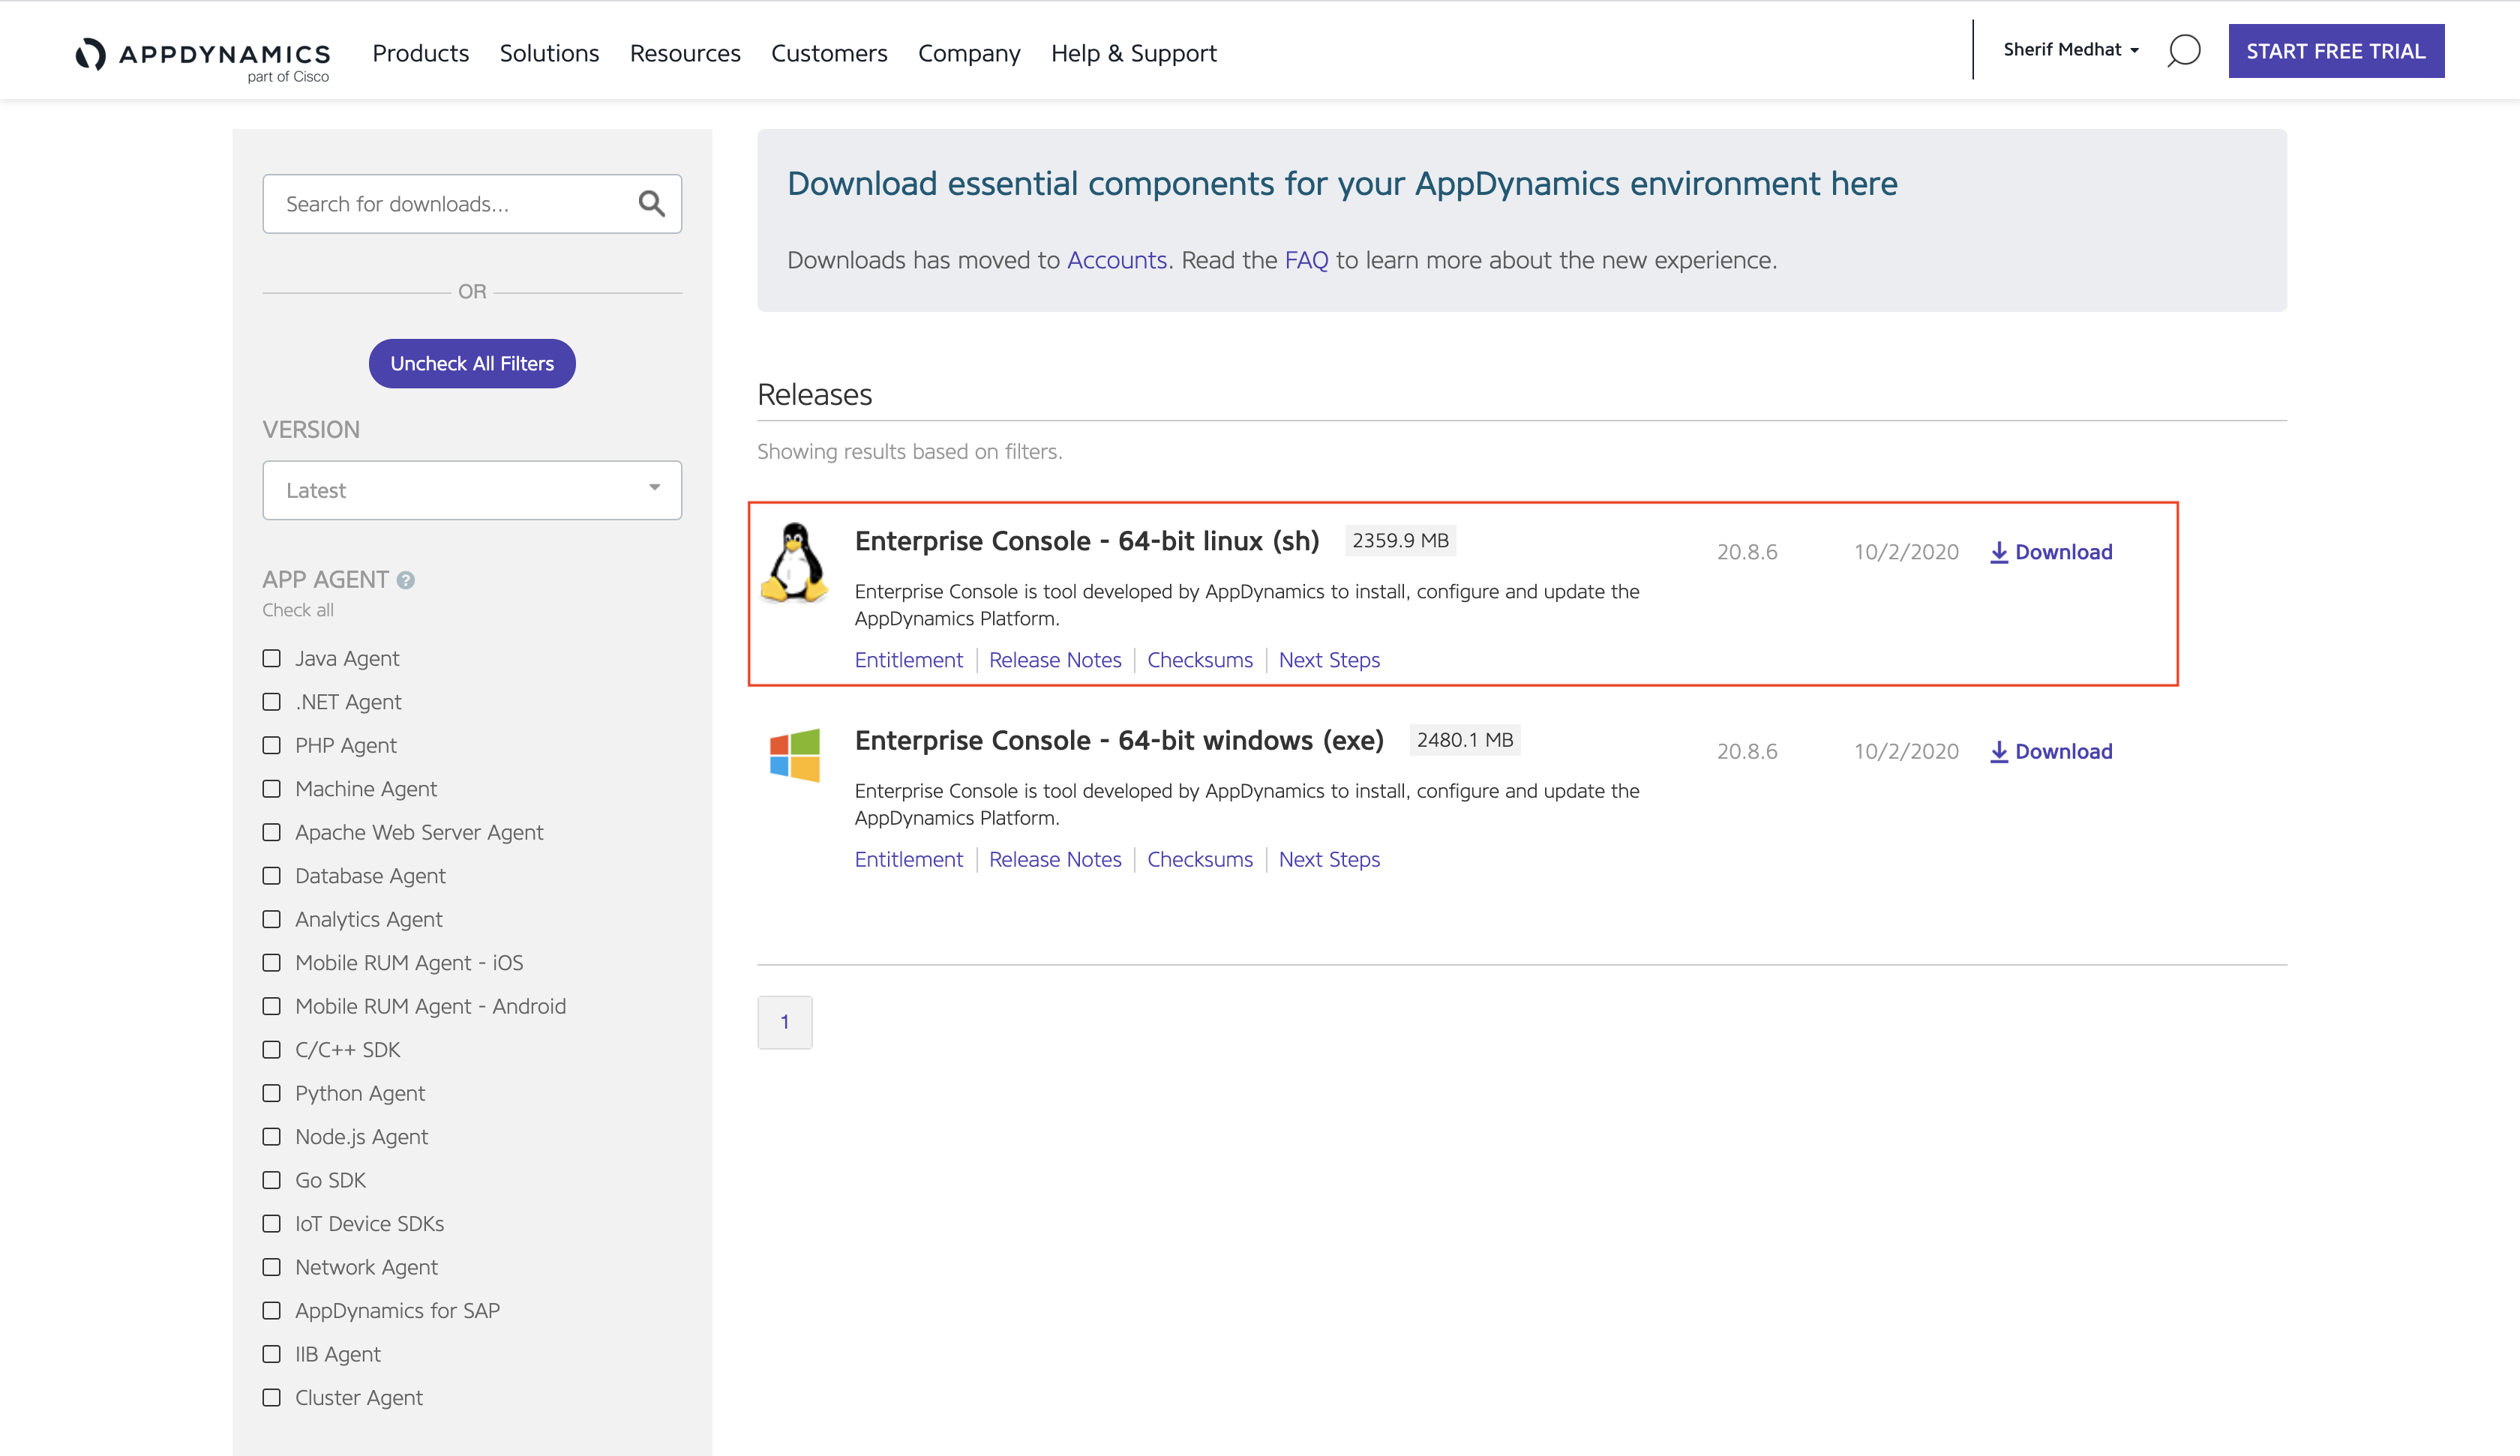 APPDYNAMICS
part of Cisco
Products Solutions Resources Customers Company Help & Support
Sherif Medhat
START FREE TRIAL
Search for downloads...
OR
Uncheck All Filters
VERSION
Latest
APP AGENT ?
Check all
Java Agent
.NET Agent
PHP Agent
Machine Agent
Apache Web Server Agent
Database Agent
Analytics Agent
Mobile RUM Agent - iOS
Mobile RUM Agent - Android
C/C++ SDK
Python Agent
Node.js Agent
Go SDK
IoT Device SDKs
Network Agent
AppDynamics for SAP
IIB Agent
Cluster Agent
Download essential components for your AppDynamics environment here
Downloads has moved to Accounts. Read the FAQ to learn more about the new experience.
Releases
Showing results based on filters.
Enterprise Console - 64-bit linux (sh) 2359.9 MB 20.8.6 10/2/2020 Download
Enterprise Console is tool developed by AppDynamics to install, configure and update the
AppDynamics Platform.
Entitlement Release Notes Checksums Next Steps
Enterprise Console - 64-bit windows (exe) 2480.1 MB 20.8.6 10/2/2020 Download
Enterprise Console is tool developed by AppDynamics to install, configure and update the
AppDynamics Platform.
Entitlement Release Notes Checksums Next Steps
1